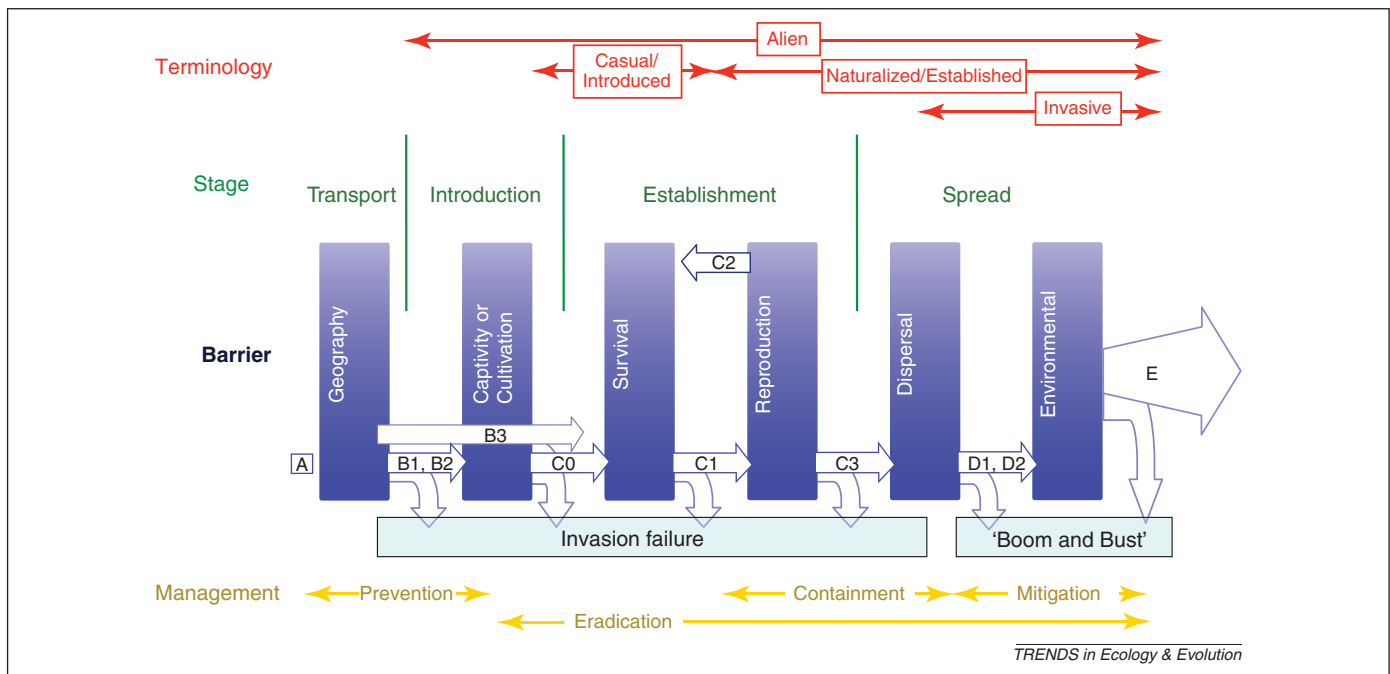 Terminology
Alien
Casual/
Introduced
Naturalized/Established
Invasive
Stage
Transport
Introduction
Establishment
Spread
Barrier
Geography
Captivity or
Cultivation
Survival
Reproduction
Dispersal
Environmental
A
B1, B2
B3
C0
C1
C2
C3
D1, D2
E
Invasion failure
‘Boom and Bust’
Management
Prevention
Containment
Mitigation
Eradication
TRENDS in Ecology & Evolution